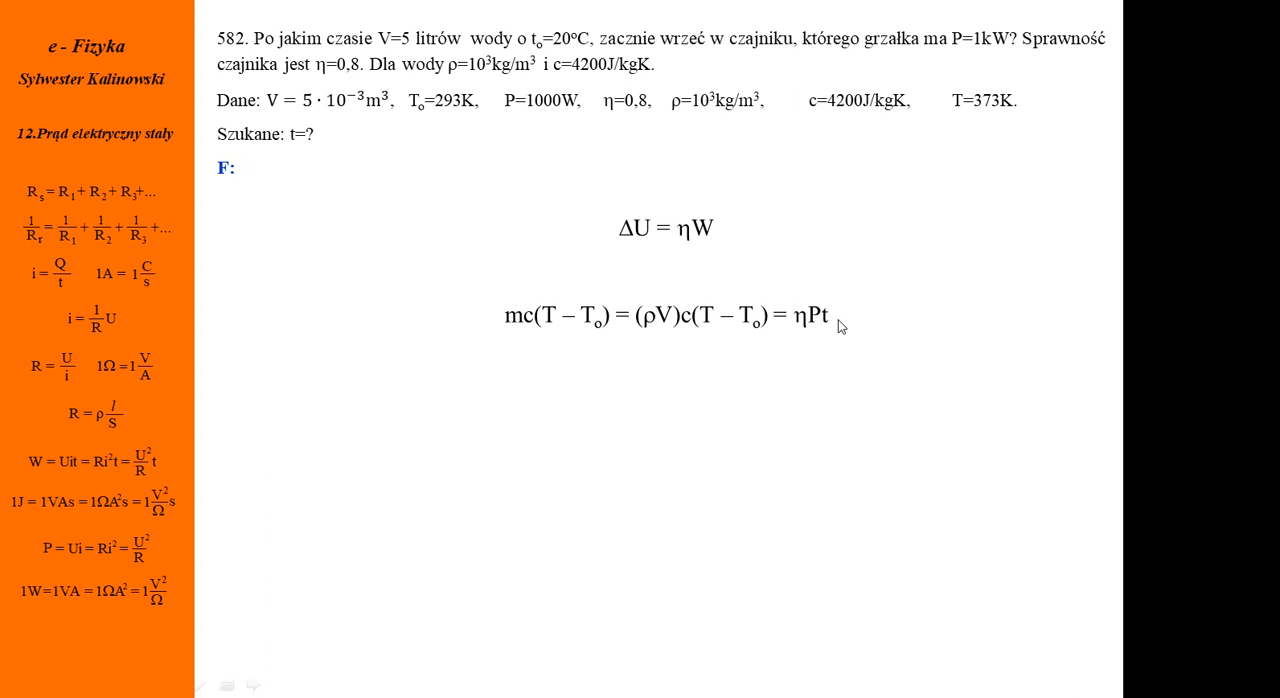 e - Fizyka
Sylwester Kalinowski
12.Prąd elektryczny stały
Rₛ= R₁+ R₂+ R₃+...
1/Rᵣ = 1/R₁ + 1/R₂ + 1/R₃ +...
i = Q/t 1A = 1 C/s
i = 1/R U
R = U/i 1Ω =1 V/A
R = ρ l/S
W = Uit = Ri²t = U²/R t
1J = 1VAs = 1ΩA²s = 1 V²/Ω s
P = Ui = Ri² = U²/R
1W=1VA = 1ΩA² = 1 V²/Ω
582. Po jakim czasie V=5 litrów wody o tₒ=20ºC, zacznie wrzeć w czajniku, którego grzałka ma P=1kW? Sprawność
czajnika jest η=0,8. Dla wody ρ=10³kg/m³ i c=4200J/kgK.
Dane: V = 5 · 10⁻³m³, Tₒ=293K, P=1000W, η=0,8, ρ=10³kg/m³, c=4200J/kgK, T=373K.
Szukane: t=?
F:
ΔU = ηW
mc(T – Tₒ) = (ρV)c(T – Tₒ) = ηPt